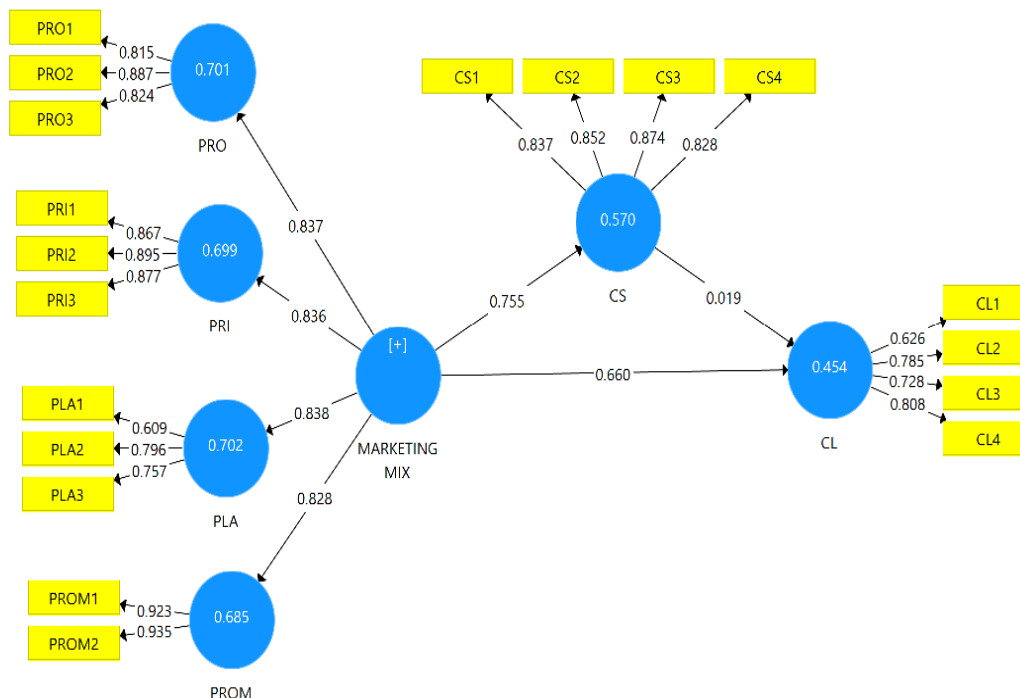 PRO1
0.815
PRO2
0.887
PRO3
0.824
0.701
PRO
CS1
CS2
CS3
CS4
0.837
0.852
0.874
0.828
0.570
CS
PRI1
0.867
PRI2
0.895
PRI3
0.877
0.699
PRI
0.837
0.836
0.755
0.019
[+]
MARKETING
MIX
0.660
CL1
0.626
CL2
0.785
CL3
0.728
CL4
0.808
0.454
CL
PLA1
0.609
PLA2
0.796
PLA3
0.757
0.702
PLA
0.838
0.828
PROM1
0.923
PROM2
0.935
0.685
PROM